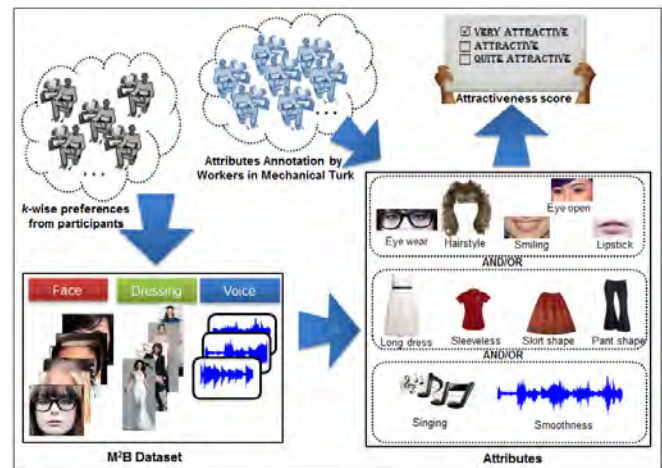 VERY ATTRACTIVE
ATTRACTIVE
QUITE ATTRACTIVE
Attractiveness score
...
Attributes Annotation by
Workers in Mechanical Turk
...
k-wise preferences
from participants
Face
Dressing
Voice
M²B Dataset
Eye open
Eye wear
Hairstyle
Smiling
Lipstick
AND/OR
Long dress
Sleeveless
Skirt shape
Pant shape
AND/OR
Singing
Smoothness
Attributes